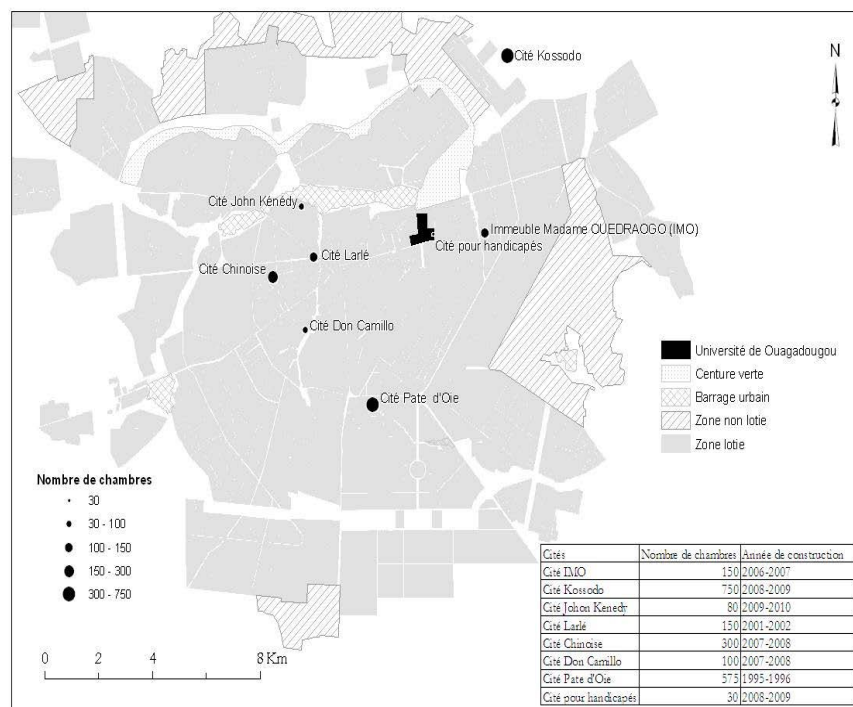 Cité Kossodo
N
Cité John Kénédy
Immeuble Madame OUEDRAOGO (IMO)
Cité pour handicapés
Cité Larlé
Cité Chinoise
Cité Don Camillo
Cité Pate d'Oie
Université de Ouagadougou
Centure verte
Barrage urbain
Zone non lotie
Zone lotie
Nombre de chambres
30
30 - 100
100 - 150
150 - 300
300 - 750
0 2 4 8 Km
Cités Nombre de chambres Année de construction
Cité IMO 150 2006-2007
Cité Kossodo 750 2008-2009
Cité Johon Kenedy 80 2009-2010
Cité Larlé 150 2001-2002
Cité Chinoise 300 2007-2008
Cité Don Camillo 100 2007-2008
Cité Pate d'Oie 575 1995-1996
Cité pour handicapés 30 2008-2009